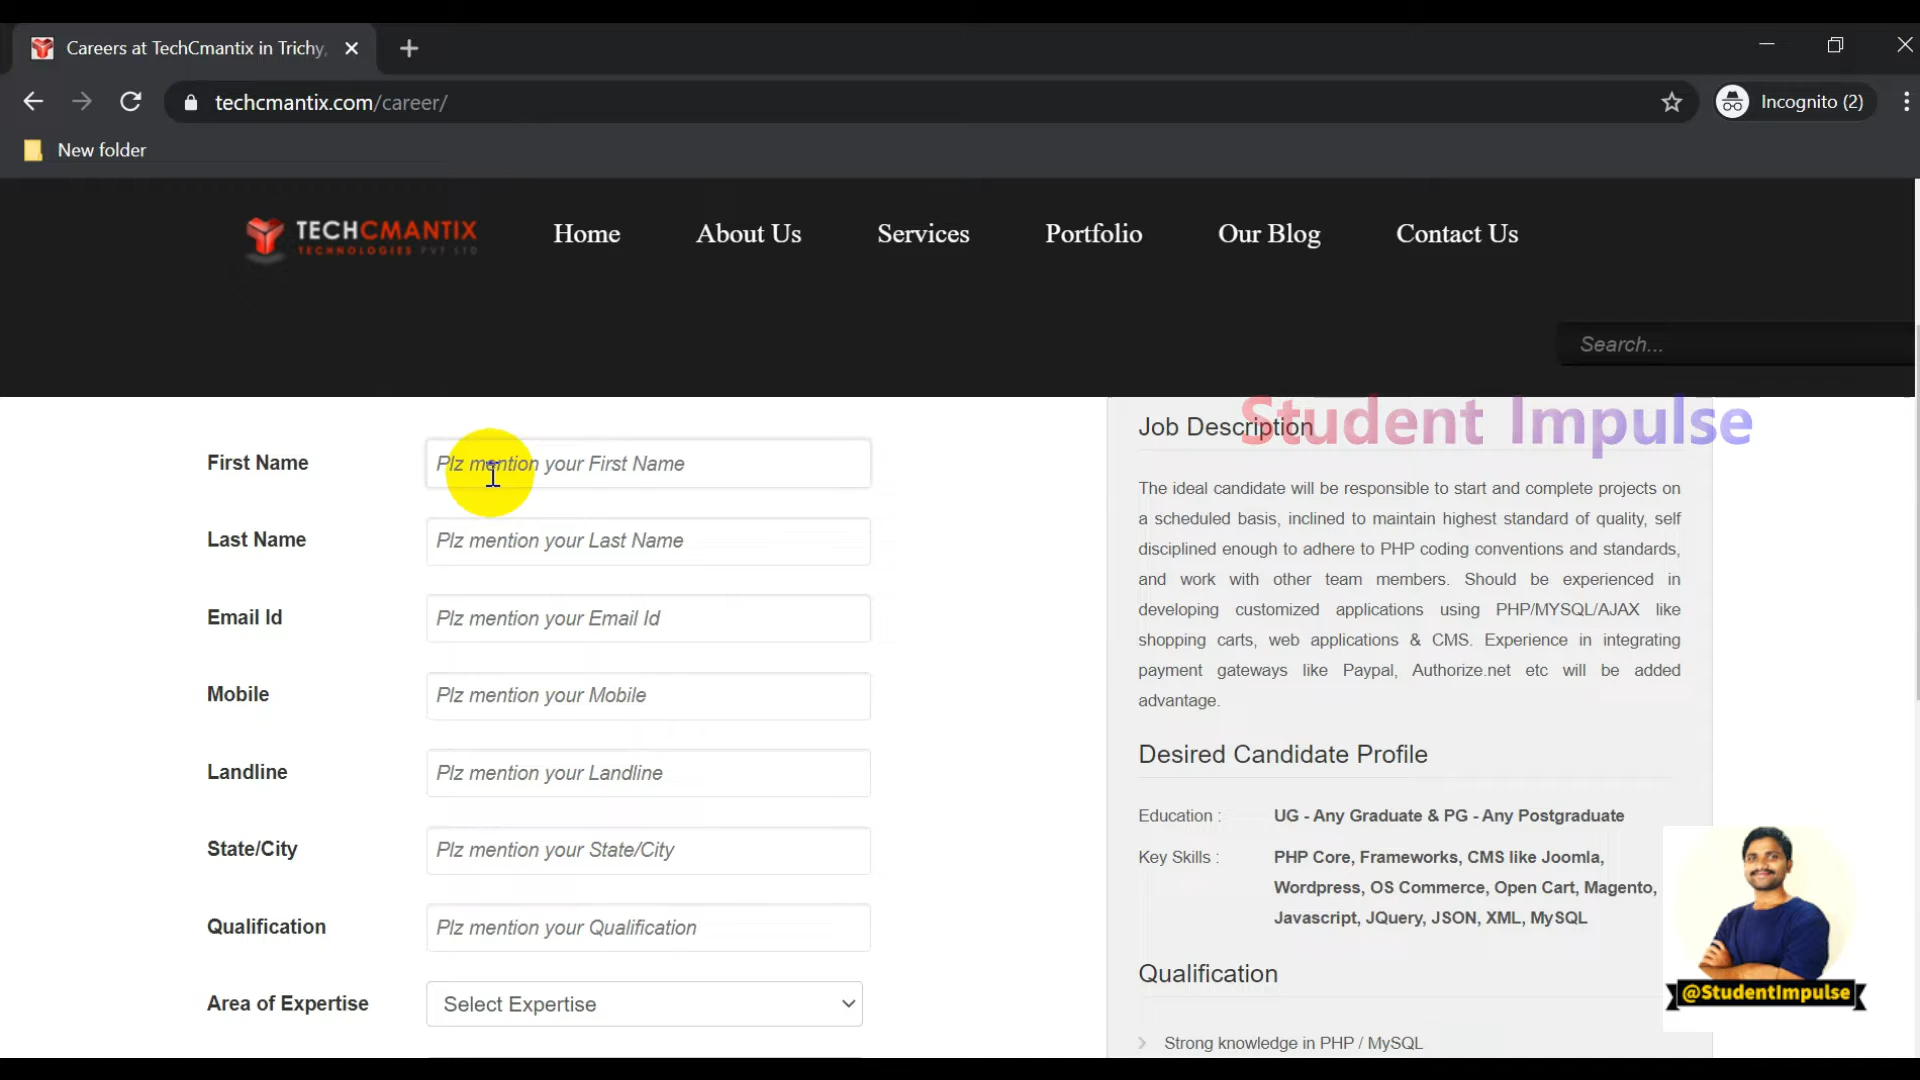 Careers at TechCmantix in Trichy,
techcmantix.com/career/
Incognito (2)
New folder
TECHCMANTIX
TECHNOLOGIES PVT LTD
Home
About Us
Services
Portfolio
Our Blog
Contact Us
Search...
Student Impulse
First Name
Plz mention your First Name
Last Name
Plz mention your Last Name
Email Id
Plz mention your Email Id
Mobile
Plz mention your Mobile
Landline
Plz mention your Landline
State/City
Plz mention your State/City
Qualification
Plz mention your Qualification
Area of Expertise
Select Expertise
Job Description
The ideal candidate will be responsible to start and complete projects on
a scheduled basis, inclined to maintain highest standard of quality, self
disciplined enough to adhere to PHP coding conventions and standards,
and work with other team members. Should be experienced in
developing customized applications using PHP/MYSQL/AJAX like
shopping carts, web applications & CMS. Experience in integrating
payment gateways like Paypal, Authorize.net etc will be added
advantage.
Desired Candidate Profile
Education : UG - Any Graduate & PG - Any Postgraduate
Key Skills : PHP Core, Frameworks, CMS like Joomla,
Wordpress, OS Commerce, Open Cart, Magento,
Javascript, JQuery, JSON, XML, MySQL
Qualification
Strong knowledge in PHP / MySQL
@StudentImpulse